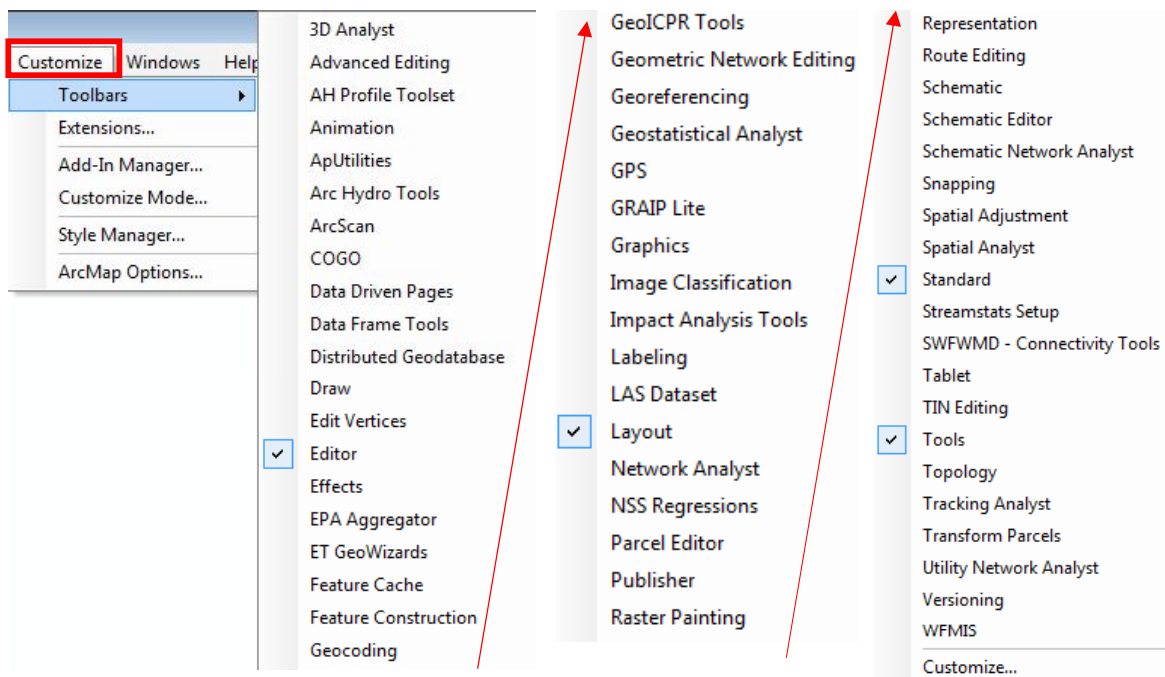 Customize Windows Help
Toolbars
Extensions...
Add-In Manager...
Customize Mode...
Style Manager...
ArcMap Options...
3D Analyst
Advanced Editing
AH Profile Toolset
Animation
ApUtilities
Arc Hydro Tools
ArcScan
COGO
Data Driven Pages
Data Frame Tools
Distributed Geodatabase
Draw
Edit Vertices
Editor
Effects
EPA Aggregator
ET GeoWizards
Feature Cache
Feature Construction
Geocoding
GeoICPR Tools
Geometric Network Editing
Georeferencing
Geostatistical Analyst
GPS
GRAIP Lite
Graphics
Image Classification
Impact Analysis Tools
Labeling
LAS Dataset
Layout
Network Analyst
NSS Regressions
Parcel Editor
Publisher
Raster Painting
Representation
Route Editing
Schematic
Schematic Editor
Schematic Network Analyst
Snapping
Spatial Adjustment
Spatial Analyst
Standard
Streamstats Setup
SWFWMD - Connectivity Tools
Tablet
TIN Editing
Tools
Topology
Tracking Analyst
Transform Parcels
Utility Network Analyst
Versioning
WFMIS
Customize...